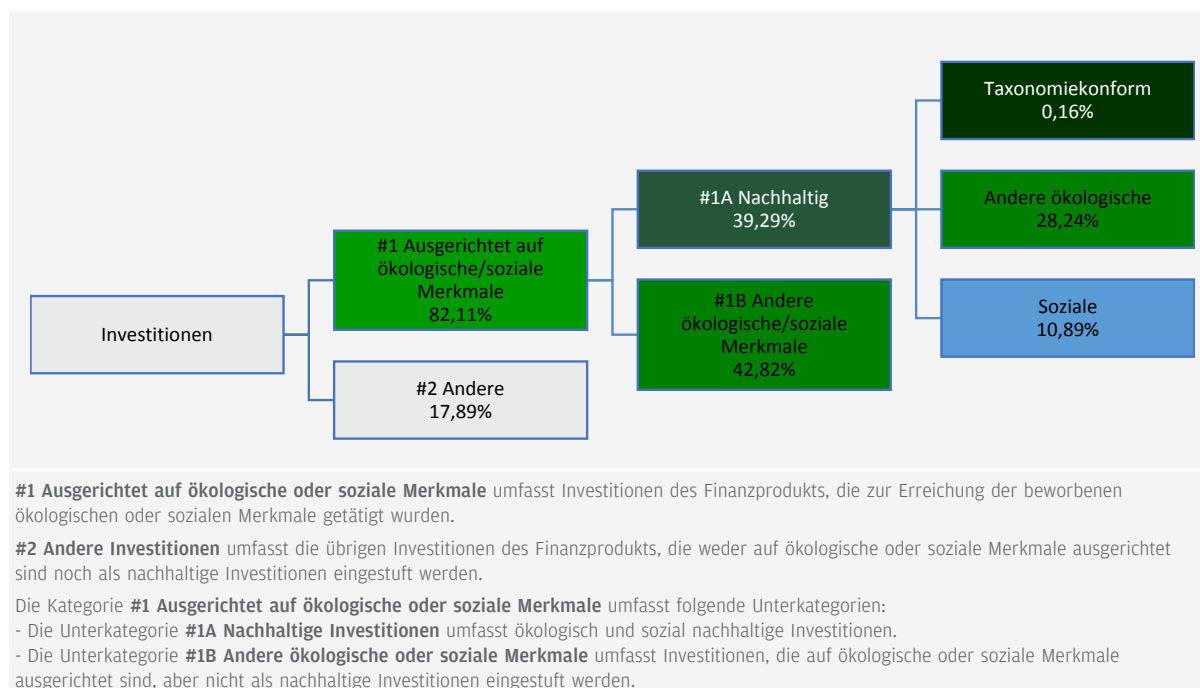 Taxonomiekonform
0,16%
#1A Nachhaltig
39,29%
Andere ökologische
28,24%
#1 Ausgerichtet auf
ökologische/soziale
Merkmale
82,11%
Investitionen
#1B Andere
ökologische/soziale
Merkmale
42,82%
Soziale
10,89%
#2 Andere
17,89%
#1 Ausgerichtet auf ökologische oder soziale Merkmale umfasst Investitionen des Finanzprodukts, die zur Erreichung der beworbenen
ökologischen oder sozialen Merkmale getätigt wurden.
#2 Andere Investitionen umfasst die übrigen Investitionen des Finanzprodukts, die weder auf ökologische oder soziale Merkmale ausgerichtet
sind noch als nachhaltige Investitionen eingestuft werden.
Die Kategorie #1 Ausgerichtet auf ökologische oder soziale Merkmale umfasst folgende Unterkategorien:
- Die Unterkategorie #1A Nachhaltige Investitionen umfasst ökologisch und sozial nachhaltige Investitionen.
- Die Unterkategorie #1B Andere ökologische oder soziale Merkmale umfasst Investitionen, die auf ökologische oder soziale Merkmale
ausgerichtet sind, aber nicht als nachhaltige Investitionen eingestuft werden.